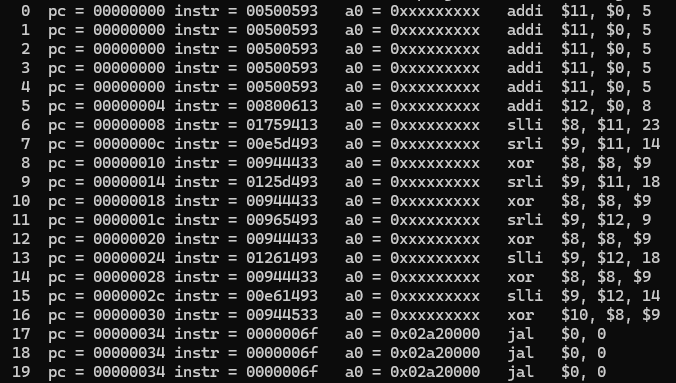 0 pc = 00000000 instr = 00500593 a0 = 0xxxxxxxxx addi $11, $0, 5
1 pc = 00000000 instr = 00500593 a0 = 0xxxxxxxxx addi $11, $0, 5
2 pc = 00000000 instr = 00500593 a0 = 0xxxxxxxxx addi $11, $0, 5
3 pc = 00000000 instr = 00500593 a0 = 0xxxxxxxxx addi $11, $0, 5
4 pc = 00000000 instr = 00500593 a0 = 0xxxxxxxxx addi $11, $0, 5
5 pc = 00000004 instr = 00800613 a0 = 0xxxxxxxxx addi $12, $0, 8
6 pc = 00000008 instr = 01759413 a0 = 0xxxxxxxxx slli $8, $11, 23
7 pc = 0000000c instr = 00e5d493 a0 = 0xxxxxxxxx srli $9, $11, 14
8 pc = 00000010 instr = 00944433 a0 = 0xxxxxxxxx xor $8, $8, $9
9 pc = 00000014 instr = 0125d493 a0 = 0xxxxxxxxx srli $9, $11, 18
10 pc = 00000018 instr = 00944433 a0 = 0xxxxxxxxx xor $8, $8, $9
11 pc = 0000001c instr = 00965493 a0 = 0xxxxxxxxx srli $9, $12, 9
12 pc = 00000020 instr = 00944433 a0 = 0xxxxxxxxx xor $8, $8, $9
13 pc = 00000024 instr = 01261493 a0 = 0xxxxxxxxx slli $9, $12, 18
14 pc = 00000028 instr = 00944433 a0 = 0xxxxxxxxx xor $8, $8, $9
15 pc = 0000002c instr = 00e61493 a0 = 0xxxxxxxxx slli $9, $12, 14
16 pc = 00000030 instr = 00944533 a0 = 0xxxxxxxxx xor $10, $8, $9
17 pc = 00000034 instr = 0000006f a0 = 0x02a20000 jal $0, 0
18 pc = 00000034 instr = 0000006f a0 = 0x02a20000 jal $0, 0
19 pc = 00000034 instr = 0000006f a0 = 0x02a20000 jal $0, 0